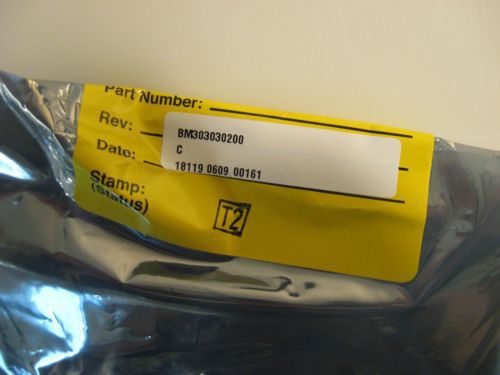 Part Number:
Rev:
BM303030200
Date:
C
18119 0609 00161
Stamp:
(Status)
T2